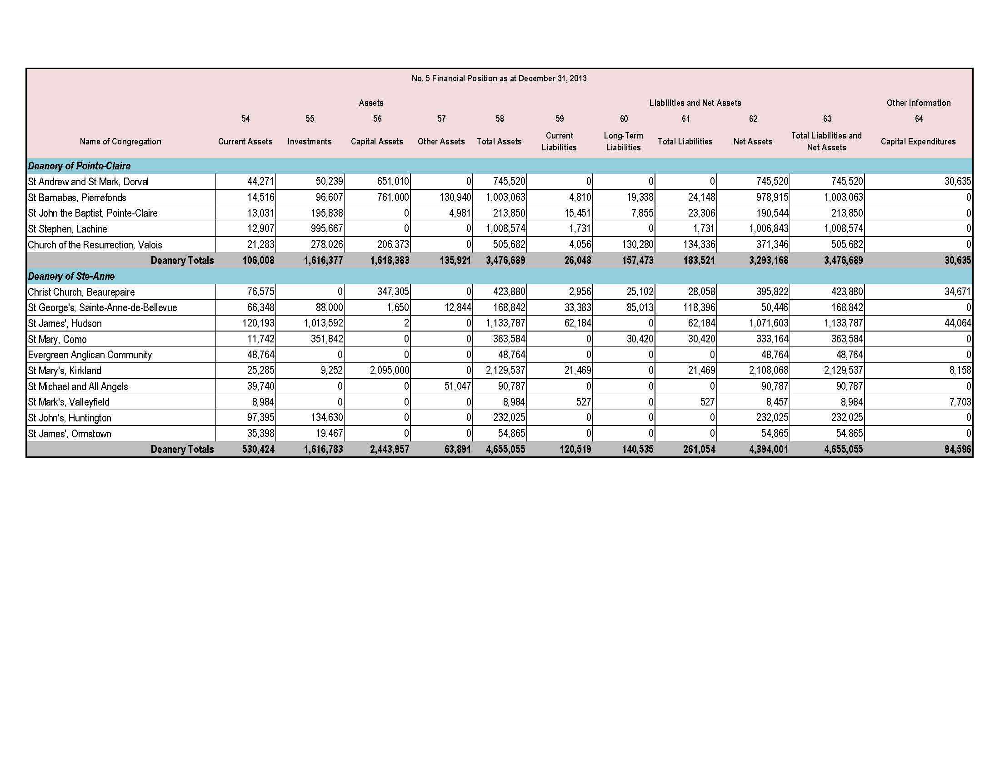 No. 5 Financial Position as at December 31, 2013
Assets Liabilities and Net Assets Other Information
54 55 56 57 58 59 60 61 62 63 64
Name of Congregation Current Assets Investments Capital Assets Other Assets Total Assets Current Liabilities Long-Term Liabilities Total Liabilities Net Assets Total Liabilities and Net Assets Capital Expenditures
Deanery of Pointe-Claire
St Andrew and St Mark, Dorval 44,271 50,239 651,010 0 745,520 0 0 0 745,520 745,520 30,635
St Barnabas, Pierrefonds 14,516 96,607 761,000 130,940 1,003,063 4,810 19,338 24,148 978,915 1,003,063 0
St John the Baptist, Pointe-Claire 13,031 195,838 0 4,981 213,850 15,451 7,855 23,306 190,544 213,850 0
St Stephen, Lachine 12,907 995,667 0 0 1,008,574 1,731 0 1,731 1,006,843 1,008,574 0
Church of the Resurrection, Valois 21,283 278,026 206,373 0 505,682 4,056 130,280 134,336 371,346 505,682 0
Deanery Totals 106,008 1,616,377 1,618,383 135,921 3,476,689 26,048 157,473 183,521 3,293,168 3,476,689 30,635
Deanery of Ste-Anne
Christ Church, Beaurepaire 76,575 0 347,305 0 423,880 2,956 25,102 28,058 395,822 423,880 34,671
St George's, Sainte-Anne-de-Bellevue 66,348 88,000 1,650 12,844 168,842 33,383 85,013 118,396 50,446 168,842 0
St James', Hudson 120,193 1,013,592 2 0 1,133,787 62,184 0 62,184 1,071,603 1,133,787 44,064
St Mary, Como 11,742 351,842 0 0 363,584 0 30,420 30,420 333,164 363,584 0
Evergreen Anglican Community 48,764 0 0 0 48,764 0 0 0 48,764 48,764 0
St Mary's, Kirkland 25,285 9,252 2,095,000 0 2,129,537 21,469 0 21,469 2,108,068 2,129,537 8,158
St Michael and All Angels 39,740 0 0 51,047 90,787 0 0 0 90,787 90,787 0
St Mark's, Valleyfield 8,984 0 0 0 8,984 527 0 527 8,457 8,984 7,703
St John's, Huntington 97,395 134,630 0 0 232,025 0 0 0 232,025 232,025 0
St James', Ormstown 35,398 19,467 0 0 54,865 0 0 0 54,865 54,865 0
Deanery Totals 530,424 1,616,783 2,443,957 63,891 4,655,055 120,519 140,535 261,054 4,394,001 4,655,055 94,596